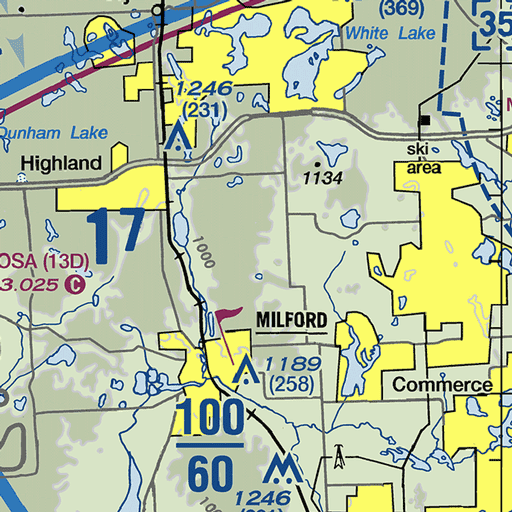 (369)
35
White Lake
1246
(231)
Dunham Lake
Highland
ski
area
1134
17
1000
OSA (13D)
3.025 C
MILFORD
1189
(258)
Commerce
100
60
1246